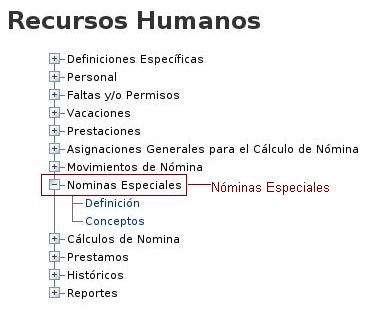 Recursos Humanos
Definiciones Específicas
Personal
Faltas y/o Permisos
Vacaciones
Prestaciones
Asignaciones Generales para el Cálculo de Nómina
Movimientos de Nómina
Nominas Especiales
Nóminas Especiales
Definición
Conceptos
Cálculos de Nomina
Prestamos
Históricos
Reportes